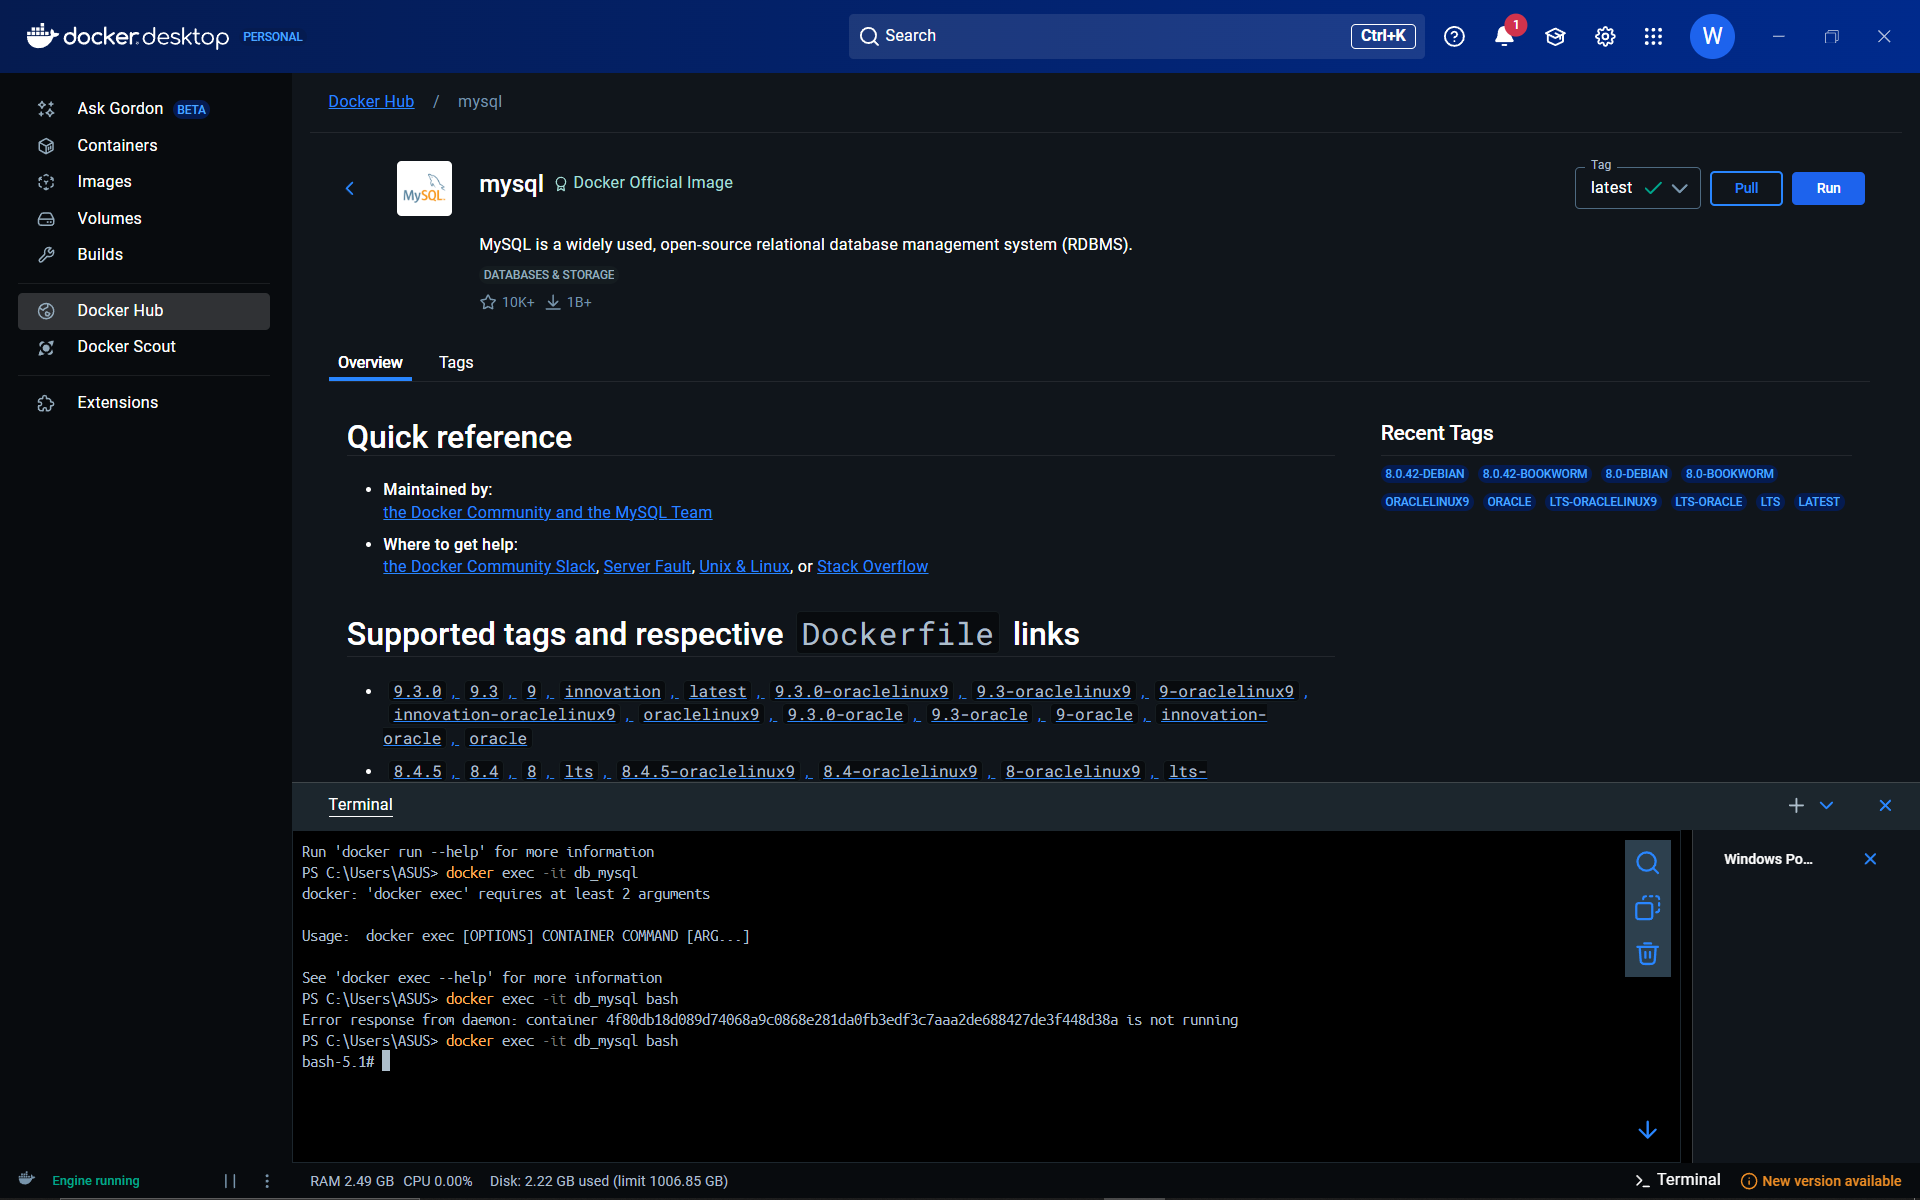 docker.desktop PERSONAL
Search Ctrl+K
1
W
Ask Gordon BETA
Containers
Images
Volumes
Builds
Docker Hub
Docker Scout
Extensions
Docker Hub / mysql
MySQL
mysql Docker Official Image
Tag
latest
Pull
Run
MySQL is a widely used, open-source relational database management system (RDBMS).
DATABASES & STORAGE
10K+ 1B+
Overview Tags
Quick reference
• Maintained by:
the Docker Community and the MySQL Team
• Where to get help:
the Docker Community Slack, Server Fault, Unix & Linux, or Stack Overflow
Supported tags and respective Dockerfile links
• 9.3.0 , 9.3 , 9 , innovation , latest , 9.3.0-oraclelinux9 , 9.3-oraclelinux9 , 9-oraclelinux9 ,
innovation-oraclelinux9 , oraclelinux9 , 9.3.0-oracle , 9.3-oracle , 9-oracle , innovation-
oracle , oracle
• 8.4.5 , 8.4 , 8 , lts , 8.4.5-oraclelinux9 , 8.4-oraclelinux9 , 8-oraclelinux9 , lts-
Recent Tags
8.0.42-DEBIAN 8.0.42-BOOKWORM 8.0-DEBIAN 8.0-BOOKWORM
ORACLELINUX9 ORACLE LTS-ORACLELINUX9 LTS-ORACLE LTS LATEST
Terminal
Run 'docker run --help' for more information
PS C:\Users\ASUS> docker exec -it db_mysql
docker: 'docker exec' requires at least 2 arguments
Usage:  docker exec [OPTIONS] CONTAINER COMMAND [ARG...]
See 'docker exec --help' for more information
PS C:\Users\ASUS> docker exec -it db_mysql bash
Error response from daemon: container 4f80db18d089d74068a9c0868e281da0fb3edf3c7aaa2de688427de3f448d38a is not running
PS C:\Users\ASUS> docker exec -it db_mysql bash
bash-5.1#
Windows Po...
Engine running
RAM 2.49 GB CPU 0.00% Disk: 2.22 GB used (limit 1006.85 GB)
Terminal
New version available